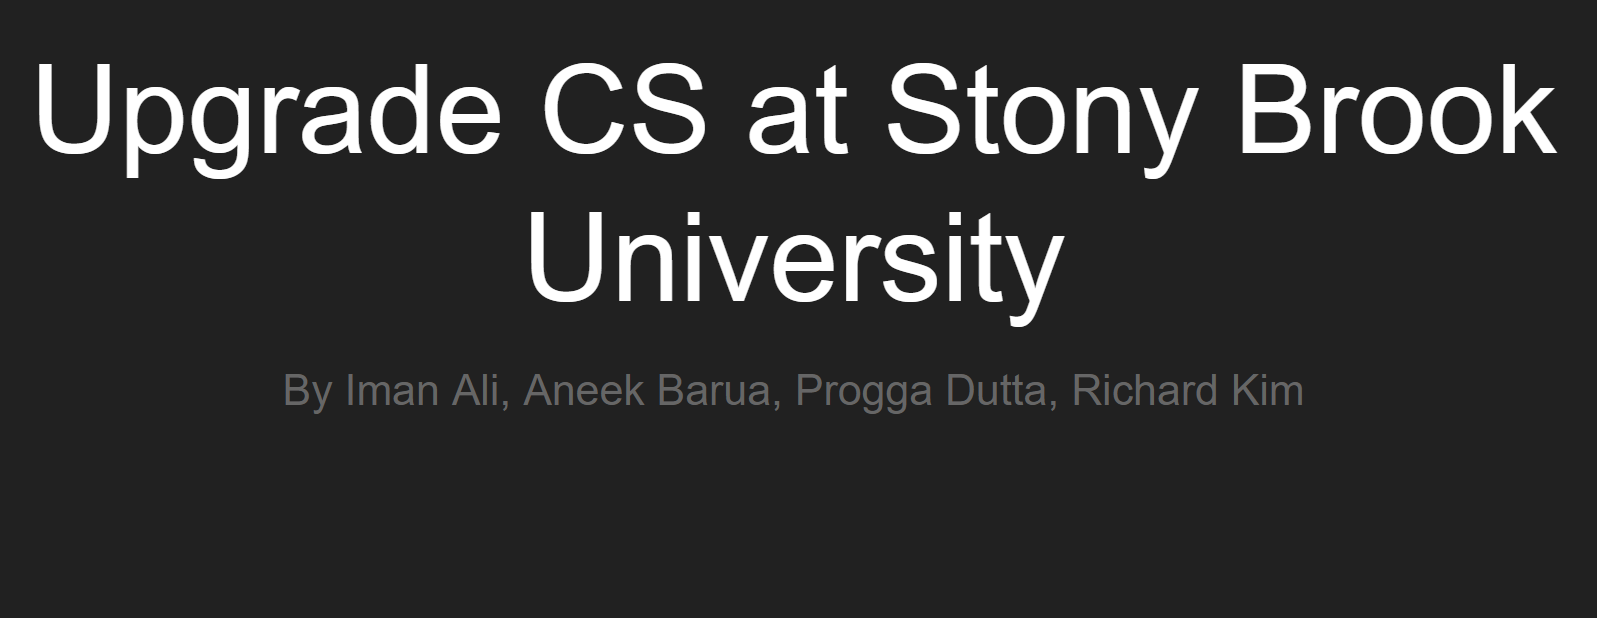 Upgrade CS at Stony Brook
University
By Iman Ali, Aneek Barua, Progga Dutta, Richard Kim